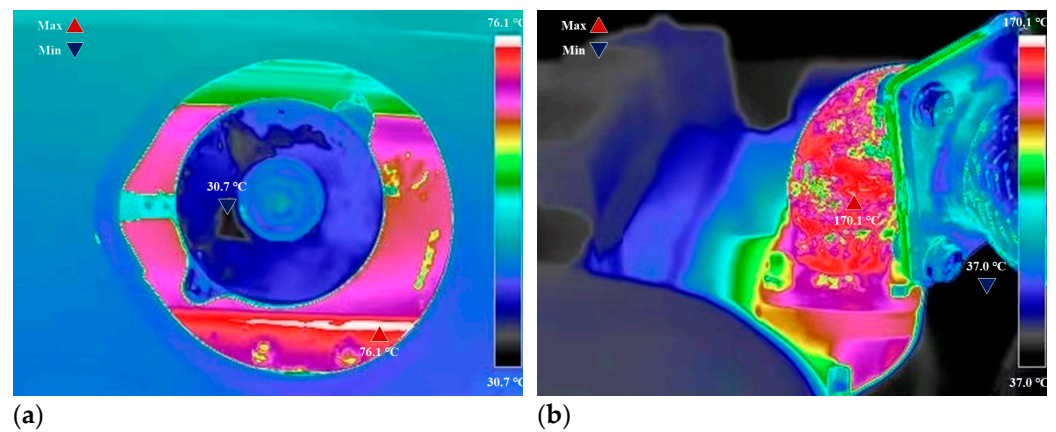 Max
Min
76.1 ℃
30.7 ℃
76.1 ℃
30.7 ℃
Max
Min
170.1 ℃
170.1 ℃
37.0 ℃
37.0 ℃
(a)
(b)